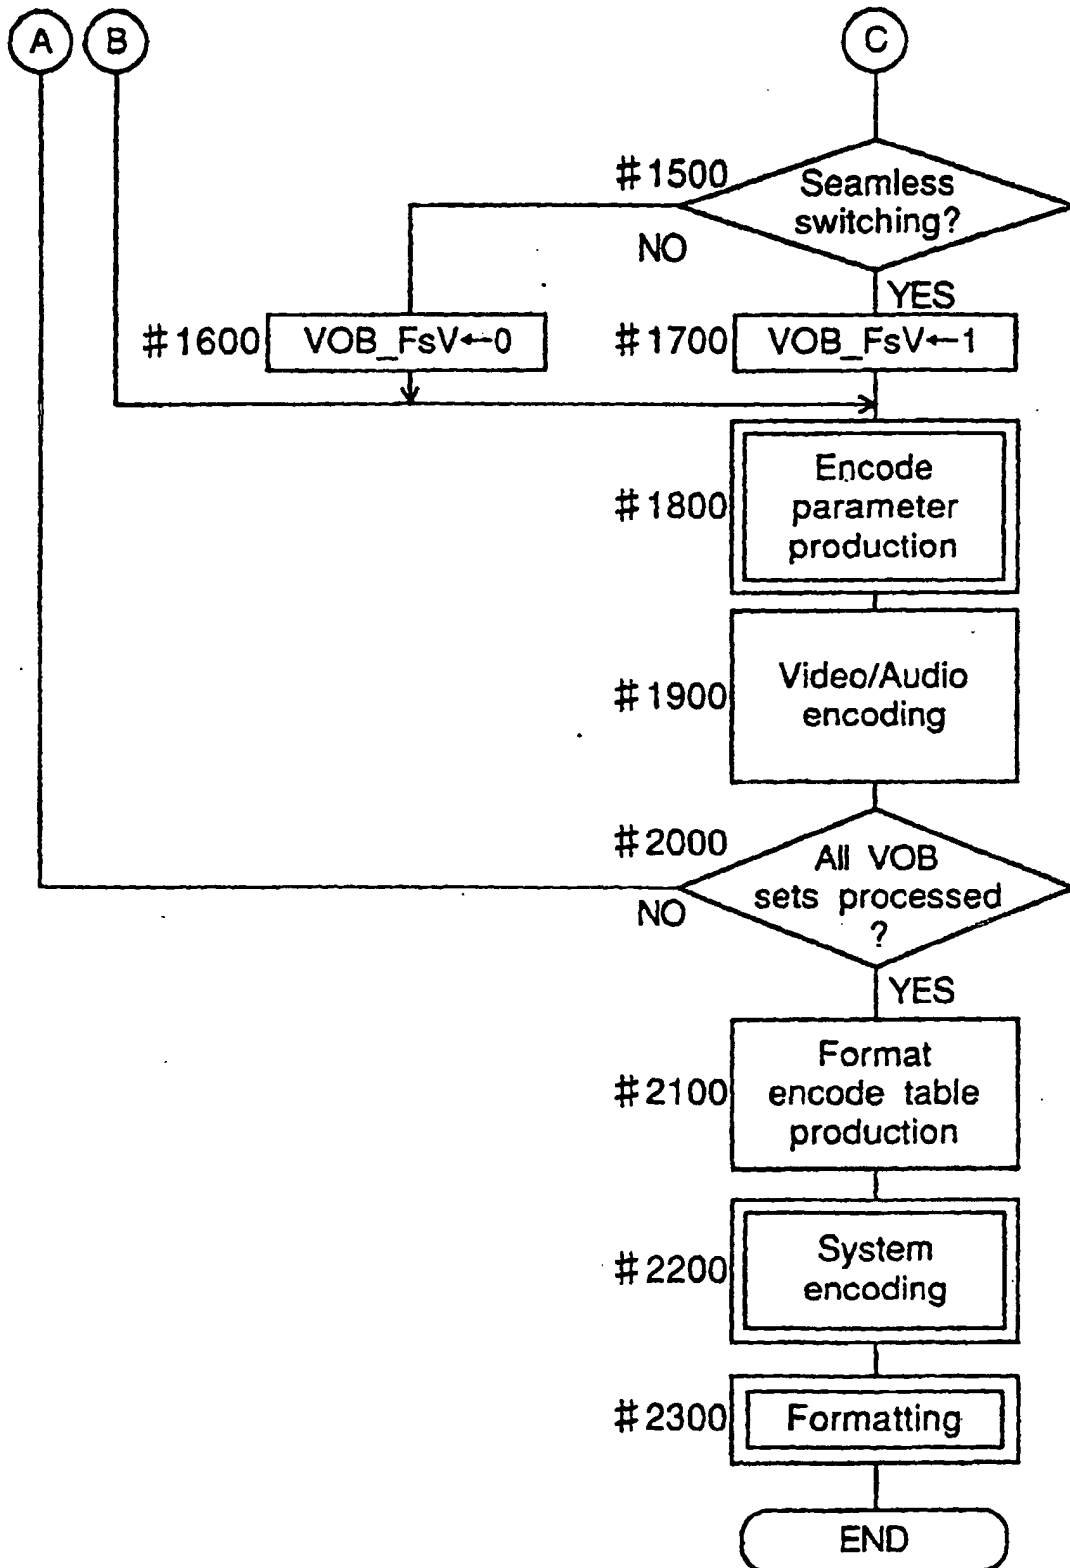 A
B
C
#1500
Seamless
switching?
NO
YES
#1600
VOB_FsV←0
#1700
VOB_FsV←1
#1800
Encode
parameter
production
#1900
Video/Audio
encoding
#2000
All VOB
sets processed
?
NO
YES
#2100
Format
encode table
production
#2200
System
encoding
#2300
Formatting
END